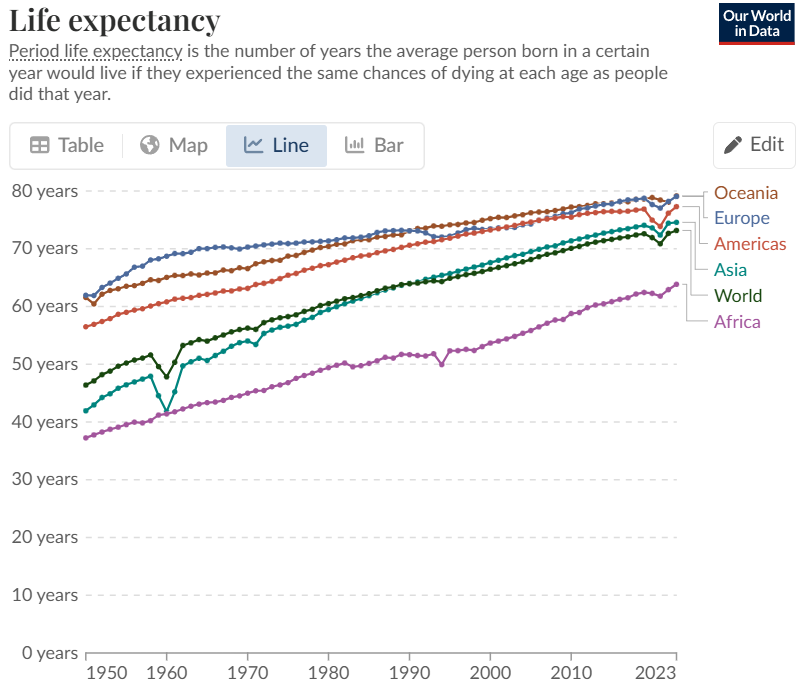 Life expectancy
Our World
in Data
Period life expectancy is the number of years the average person born in a certain
year would live if they experienced the same chances of dying at each age as people
did that year.
Table
Map
Line
Bar
Edit
80 years
70 years
60 years
50 years
40 years
30 years
20 years
10 years
0 years
Oceania
Europe
Americas
Asia
World
Africa
1950
1960
1970
1980
1990
2000
2010
2023